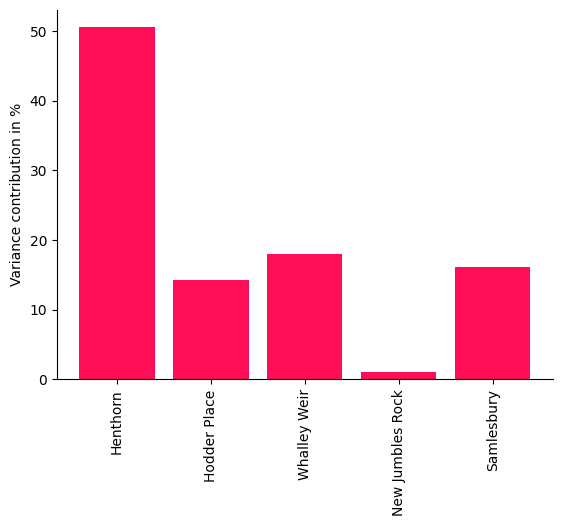 Variance contribution in %
50
40
30
20
10
0
Henthorn
Hodder Place
Whalley Weir
New Jumbles Rock
Samlesbury